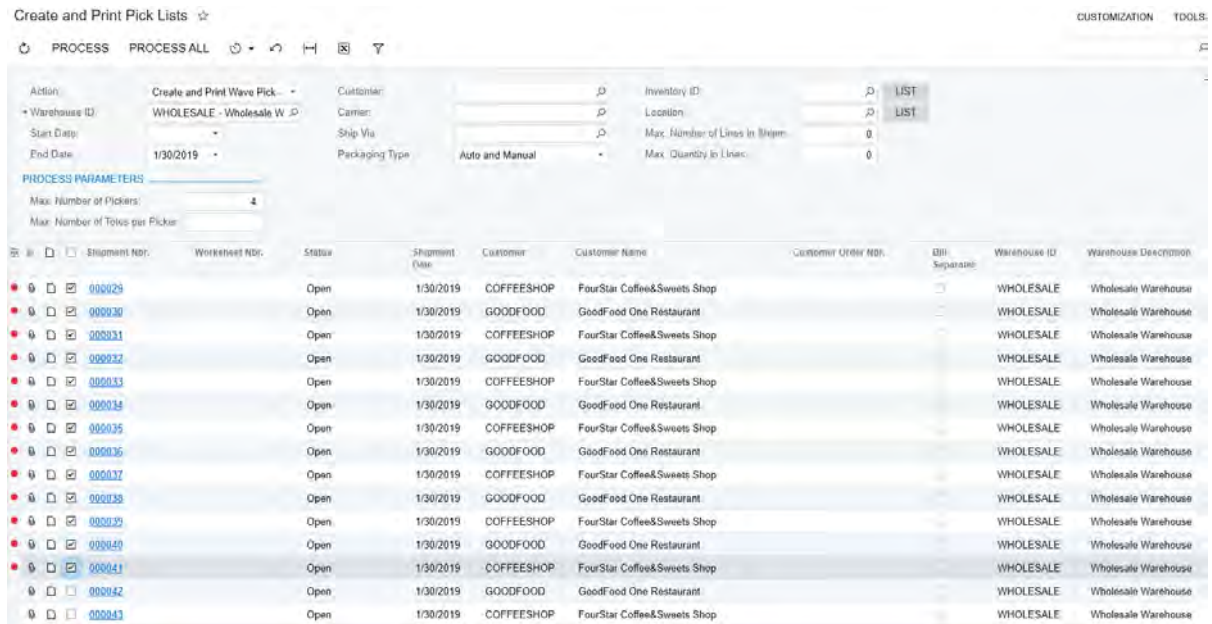 Create and Print Pick Lists
CUSTOMIZATION TOOLS
PROCESS PROCESS ALL
Action: Create and Print Wave Pick... Customer: Inventory ID: LIST
* Warehouse ID: WHOLESALE - Wholesale W Carrier: Location: LIST
Start Date: Ship Via: Max. Number of Lines in Shipm 0
End Date: 1/30/2019 Packaging Type: Auto and Manual Max. Quantity in Lines: 0
PROCESS PARAMETERS
Max. Number of Pickers: 4
Max. Number of Totes per Picker:
Shipment Nbr. Worksheet Nbr. Status Shipment Date Customer Customer Name Customer Order Nbr. Bill Separately Warehouse ID Warehouse Description
000029 Open 1/30/2019 COFFEESHOP FourStar Coffee&Sweets Shop WHOLESALE Wholesale Warehouse
000030 Open 1/30/2019 GOODFOOD GoodFood One Restaurant WHOLESALE Wholesale Warehouse
000031 Open 1/30/2019 COFFEESHOP FourStar Coffee&Sweets Shop WHOLESALE Wholesale Warehouse
000032 Open 1/30/2019 GOODFOOD GoodFood One Restaurant WHOLESALE Wholesale Warehouse
000033 Open 1/30/2019 COFFEESHOP FourStar Coffee&Sweets Shop WHOLESALE Wholesale Warehouse
000034 Open 1/30/2019 GOODFOOD GoodFood One Restaurant WHOLESALE Wholesale Warehouse
000035 Open 1/30/2019 COFFEESHOP FourStar Coffee&Sweets Shop WHOLESALE Wholesale Warehouse
000036 Open 1/30/2019 GOODFOOD GoodFood One Restaurant WHOLESALE Wholesale Warehouse
000037 Open 1/30/2019 COFFEESHOP FourStar Coffee&Sweets Shop WHOLESALE Wholesale Warehouse
000038 Open 1/30/2019 GOODFOOD GoodFood One Restaurant WHOLESALE Wholesale Warehouse
000039 Open 1/30/2019 COFFEESHOP FourStar Coffee&Sweets Shop WHOLESALE Wholesale Warehouse
000040 Open 1/30/2019 GOODFOOD GoodFood One Restaurant WHOLESALE Wholesale Warehouse
000041 Open 1/30/2019 COFFEESHOP FourStar Coffee&Sweets Shop WHOLESALE Wholesale Warehouse
000042 Open 1/30/2019 GOODFOOD GoodFood One Restaurant WHOLESALE Wholesale Warehouse
000043 Open 1/30/2019 COFFEESHOP FourStar Coffee&Sweets Shop WHOLESALE Wholesale Warehouse